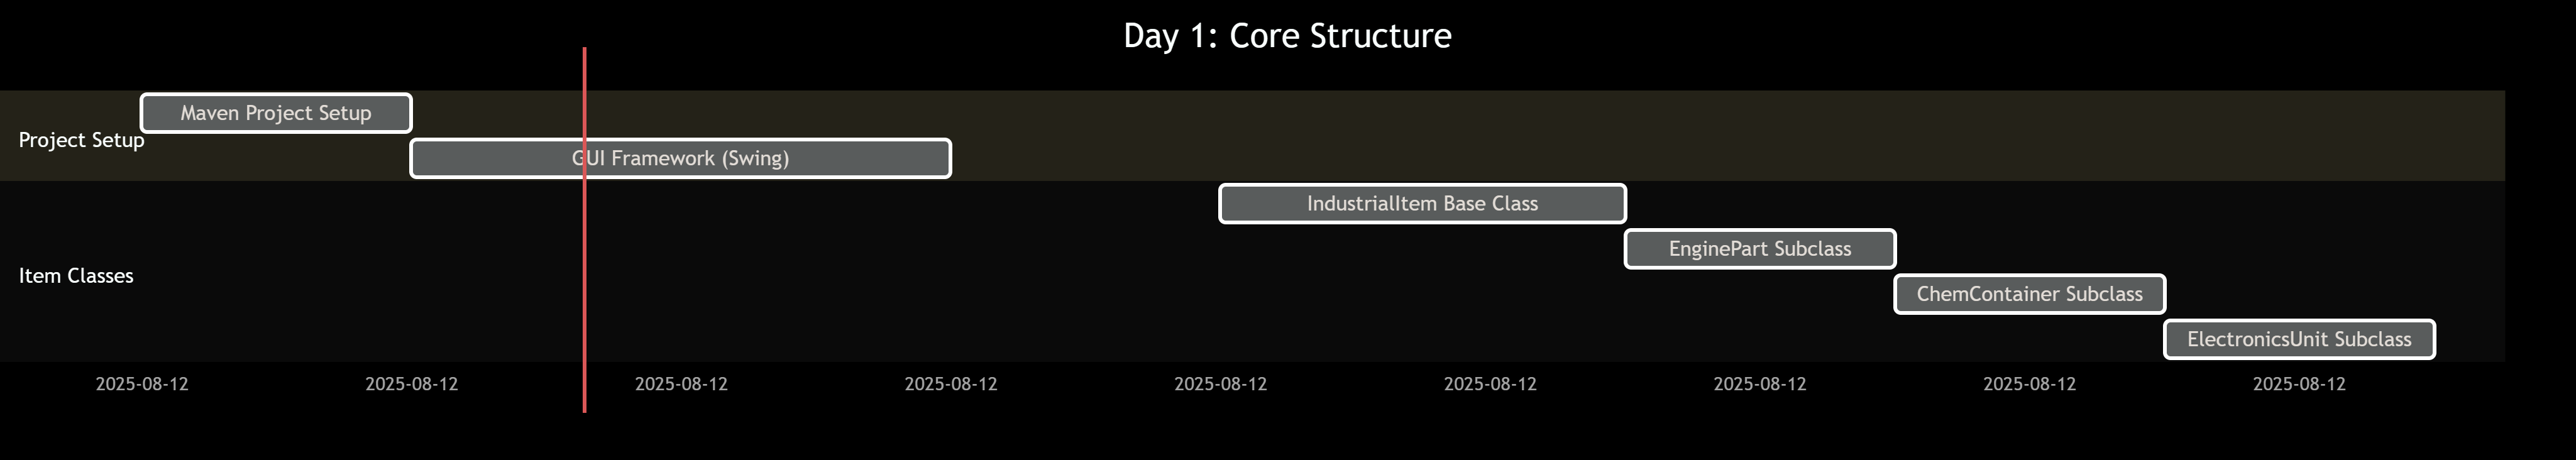 Day 1: Core Structure
Maven Project Setup
Project Setup
GUI Framework (Swing)
IndustrialItem Base Class
EnginePart Subclass
Item Classes
ChemContainer Subclass
ElectronicsUnit Subclass
2025-08-12 2025-08-12 2025-08-12 2025-08-12 2025-08-12 2025-08-12 2025-08-12 2025-08-12 2025-08-12